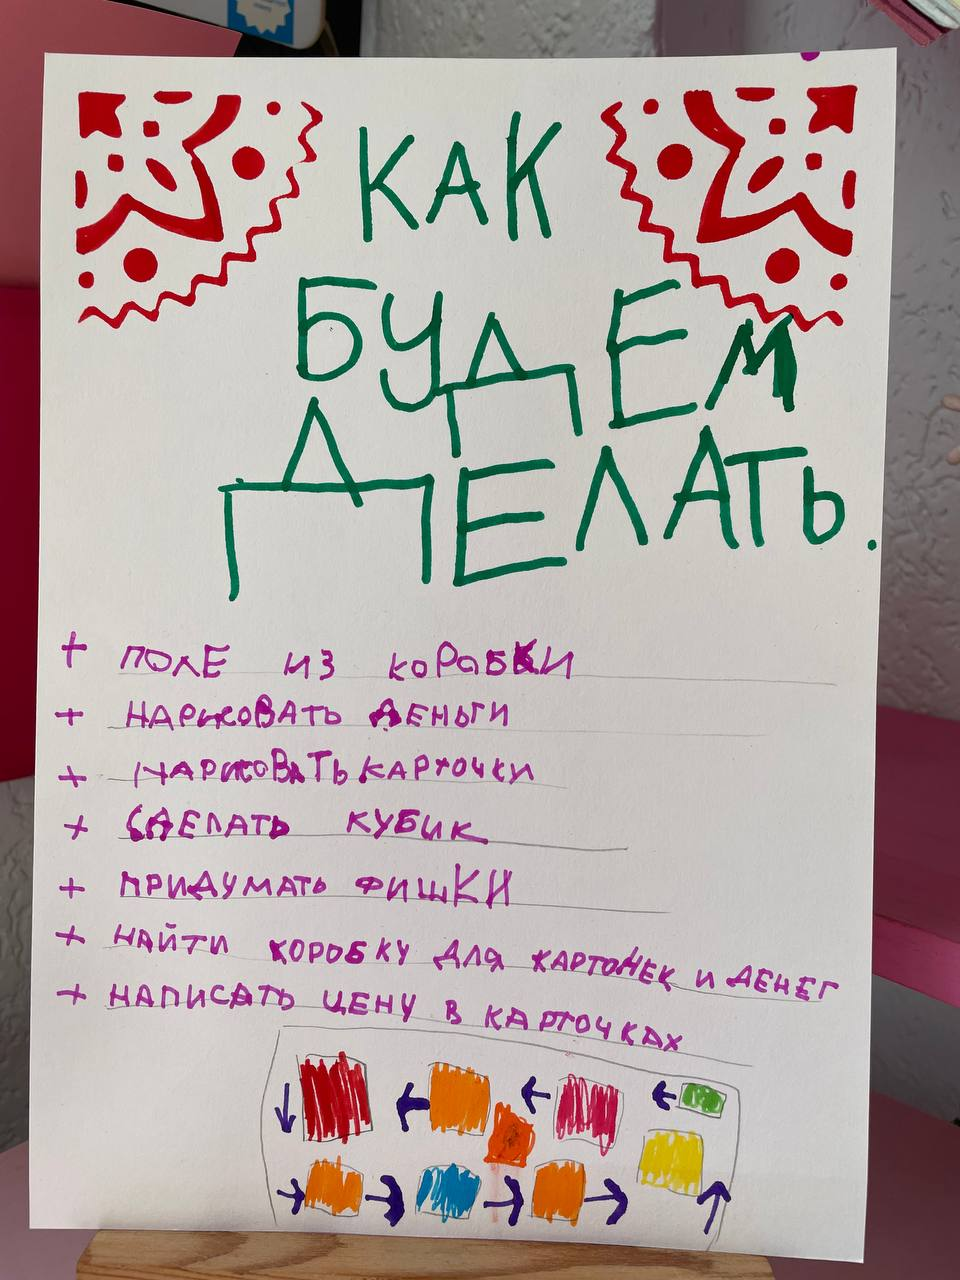 КАК
БУДЕМ
ДЕЛАТЬ.
+ ПОЛЕ ИЗ КОРАБКИ
+ НАРИСОВАТЬ ДЕНЬГИ
+ НАРИСОВАТЬ КАРТОЧКИ
+ СДЕЛАТЬ КУБИК
+ ПРИДУМАТЬ ФИШКИ
+ НАЙТИ КОРОБКУ ДЛЯ КАРТОЧЕК И ДЕНЕГ
+ НАПИСАТЬ ЦЕНУ В КАРТОЧКАХ